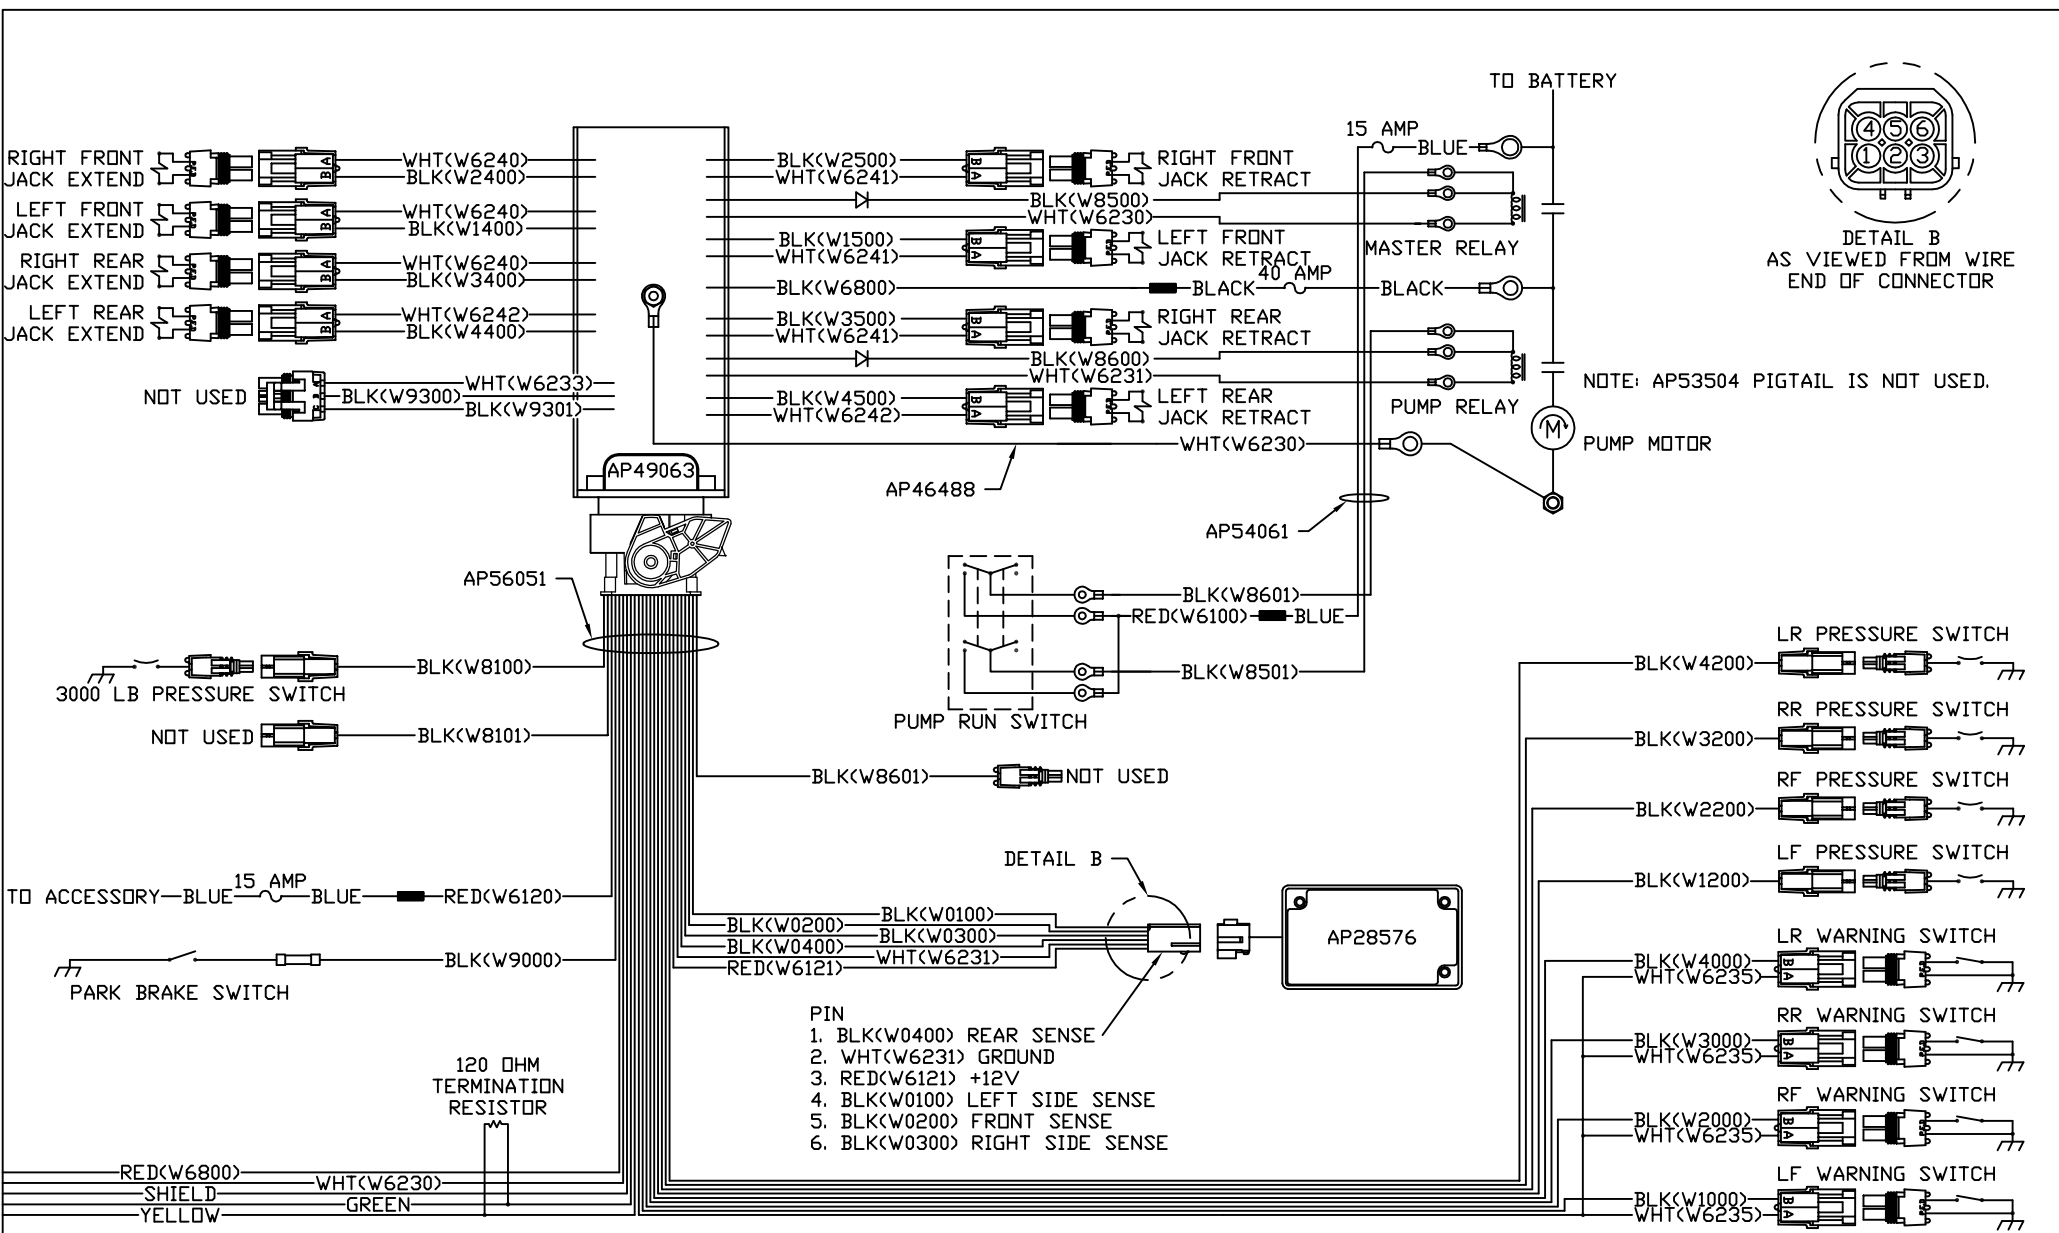 TO BATTERY
15 AMP
BLUE
4 5 6
1 2 3
DETAIL B
AS VIEWED FROM WIRE
END OF CONNECTOR
RIGHT FRONT
JACK EXTEND
A
B
WHT(W6240)
BLK(W2400)
LEFT FRONT
JACK EXTEND
A
B
WHT(W6240)
BLK(W1400)
RIGHT REAR
JACK EXTEND
A
B
WHT(W6240)
BLK(W3400)
LEFT REAR
JACK EXTEND
A
B
WHT(W6242)
BLK(W4400)
NOT USED
WHT(W6233)
BLK(W9300)
BLK(W9301)
BLK(W2500)
WHT(W6241)
B
A
RIGHT FRONT
JACK RETRACT
BLK(W8500)
WHT(W6230)
MASTER RELAY
BLK(W1500)
WHT(W6241)
B
A
LEFT FRONT
JACK RETRACT
BLK(W6800)
BLACK
40 AMP
BLACK
BLK(W3500)
WHT(W6241)
B
A
RIGHT REAR
JACK RETRACT
BLK(W8600)
WHT(W6231)
PUMP RELAY
BLK(W4500)
WHT(W6242)
B
A
LEFT REAR
JACK RETRACT
NOTE: AP53504 PIGTAIL IS NOT USED.
M
PUMP MOTOR
WHT(W6230)
AP46488
AP49063
AP54061
AP56051
BLK(W8601)
RED(W6100)
BLUE
BLK(W8501)
PUMP RUN SWITCH
BLK(W8100)
3000 LB PRESSURE SWITCH
NOT USED
BLK(W8101)
BLK(W8601)
NOT USED
TO ACCESSORY
BLUE
15 AMP
BLUE
RED(W6120)
BLK(W9000)
PARK BRAKE SWITCH
DETAIL B
BLK(W0100)
BLK(W0200)
BLK(W0300)
BLK(W0400)
WHT(W6231)
RED(W6121)
AP28576
PIN
1. BLK(W0400) REAR SENSE
2. WHT(W6231) GROUND
3. RED(W6121) +12V
4. BLK(W0100) LEFT SIDE SENSE
5. BLK(W0200) FRONT SENSE
6. BLK(W0300) RIGHT SIDE SENSE
120 OHM
TERMINATION
RESISTOR
RED(W6800)
WHT(W6230)
SHIELD
GREEN
YELLOW
LR PRESSURE SWITCH
BLK(W4200)
RR PRESSURE SWITCH
BLK(W3200)
RF PRESSURE SWITCH
BLK(W2200)
LF PRESSURE SWITCH
BLK(W1200)
LR WARNING SWITCH
BLK(W4000)
WHT(W6235)
B
A
RR WARNING SWITCH
BLK(W3000)
WHT(W6235)
B
A
RF WARNING SWITCH
BLK(W2000)
WHT(W6235)
B
A
LF WARNING SWITCH
BLK(W1000)
WHT(W6235)
B
A